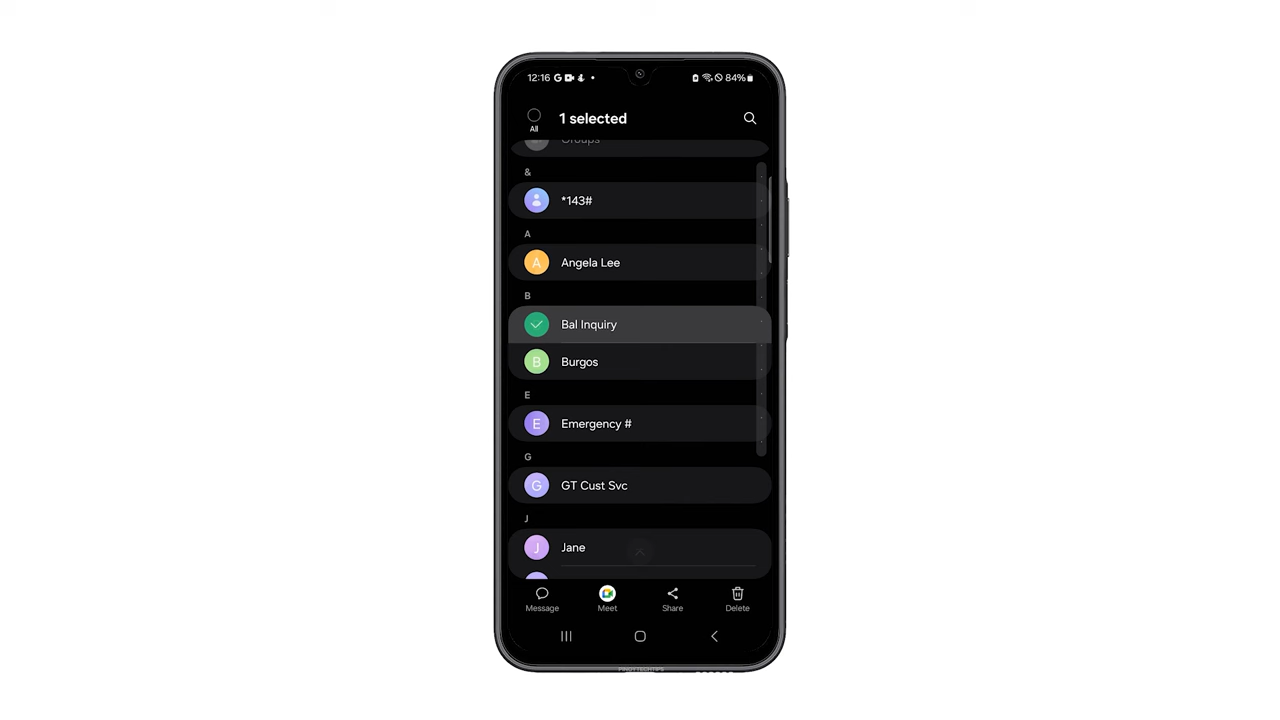 12:16 G 84%
All
1 selected
Groups
&
*143#
A
Angela Lee
B
Bal Inquiry
B Burgos
E
E Emergency #
G
G GT Cust Svc
J
J Jane
Message Meet Share Delete